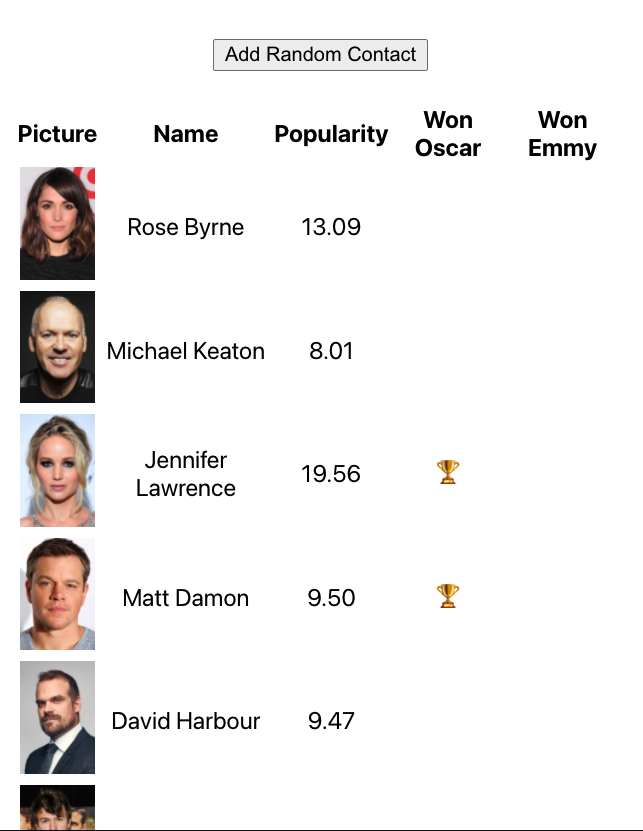 Add Random Contact
Picture Name Popularity Won Oscar Won Emmy
Rose Byrne 13.09
Michael Keaton 8.01
Jennifer Lawrence 19.56
Matt Damon 9.50
David Harbour 9.47